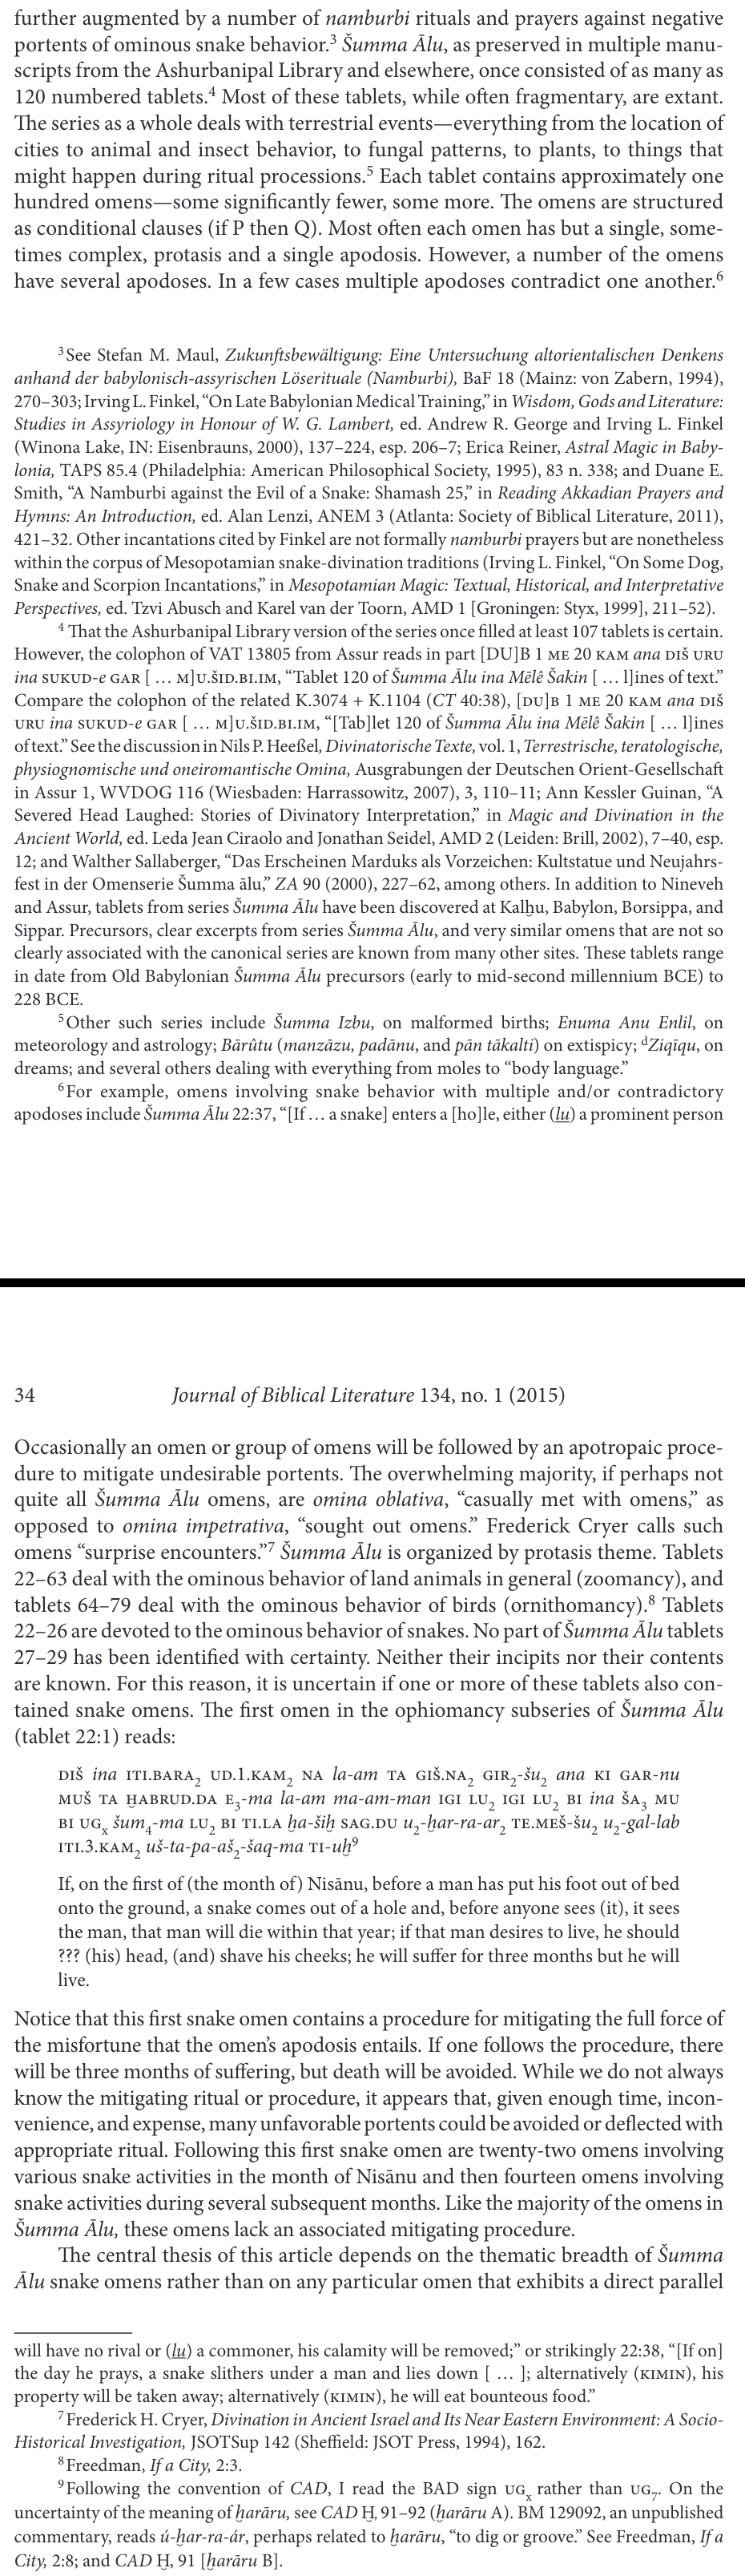 further augmented by a number of namburbi rituals and prayers against negative
portents of ominous snake behavior.3 Šumma Ālu, as preserved in multiple manu-
scripts from the Ashurbanipal Library and elsewhere, once consisted of as many as
120 numbered tablets.4 Most of these tablets, while often fragmentary, are extant.
The series as a whole deals with terrestrial events—everything from the location of
cities to animal and insect behavior, to fungal patterns, to plants, to things that
might happen during ritual processions.5 Each tablet contains approximately one
hundred omens—some significantly fewer, some more. The omens are structured
as conditional clauses (if P then Q). Most often each omen has but a single, some-
times complex, protasis and a single apodosis. However, a number of the omens
have several apodoses. In a few cases multiple apodoses contradict one another.6
3 See Stefan M. Maul, Zukunftsbewältigung: Eine Untersuchung altorientalischen Denkens
anhand der babylonisch-assyrischen Löserituale (Namburbi), BaF 18 (Mainz: von Zabern, 1994),
270–303; Irving L. Finkel, “On Late Babylonian Medical Training,” in Wisdom, Gods and Literature:
Studies in Assyriology in Honour of W. G. Lambert, ed. Andrew R. George and Irving L. Finkel
(Winona Lake, IN: Eisenbrauns, 2000), 137–224, esp. 206–7; Erica Reiner, Astral Magic in Baby-
lonia, TAPS 85.4 (Philadelphia: American Philosophical Society, 1995), 83 n. 338; and Duane E.
Smith, “A Namburbi against the Evil of a Snake: Shamash 25,” in Reading Akkadian Prayers and
Hymns: An Introduction, ed. Alan Lenzi, ANEM 3 (Atlanta: Society of Biblical Literature, 2011),
421–32. Other incantations cited by Finkel are not formally namburbi prayers but are nonetheless
within the corpus of Mesopotamian snake-divination traditions (Irving L. Finkel, “On Some Dog,
Snake and Scorpion Incantations,” in Mesopotamian Magic: Textual, Historical, and Interpretative
Perspectives, ed. Tzvi Abusch and Karel van der Toorn, AMD 1 [Groningen: Styx, 1999], 211–52).
4 That the Ashurbanipal Library version of the series once filled at least 107 tablets is certain.
However, the colophon of VAT 13805 from Assur reads in part [DU]B 1 ME 20 KAM ana DIŠ URU
ina SUKUD-e GAR [ … M]U.ŠID.BI.IM, “Tablet 120 of Šumma Ālu ina Mēlê Šakin [ … l]ines of text.”
Compare the colophon of the related K.3074 + K.1104 (CT 40:38), [DU]B 1 ME 20 KAM ana DIŠ
URU ina SUKUD-e GAR [ … M]U.ŠID.BI.IM, “[Tab]let 120 of Šumma Ālu ina Mēlê Šakin [ … l]ines
of text.” See the discussion in Nils P. Heeßel, Divinatorische Texte, vol. 1, Terrestrische, teratologische,
physiognomische und oneiromantische Omina, Ausgrabungen der Deutschen Orient-Gesellschaft
in Assur 1, WVDOG 116 (Wiesbaden: Harrassowitz, 2007), 3, 110–11; Ann Kessler Guinan, “A
Severed Head Laughed: Stories of Divinatory Interpretation,” in Magic and Divination in the
Ancient World, ed. Leda Jean Ciraolo and Jonathan Seidel, AMD 2 (Leiden: Brill, 2002), 7–40, esp.
12; and Walther Sallaberger, “Das Erscheinen Marduks als Vorzeichen: Kultstatue und Neujahrs-
fest in der Omenserie Šumma ālu,” ZA 90 (2000), 227–62, among others. In addition to Nineveh
and Assur, tablets from series Šumma Ālu have been discovered at Kalḫu, Babylon, Borsippa, and
Sippar. Precursors, clear excerpts from series Šumma Ālu, and very similar omens that are not so
clearly associated with the canonical series are known from many other sites. These tablets range
in date from Old Babylonian Šumma Ālu precursors (early to mid-second millennium BCE) to
228 BCE.
5 Other such series include Šumma Izbu, on malformed births; Enuma Anu Enlil, on
meteorology and astrology; Bārûtu (manzāzu, padānu, and pān tākalti) on extispicy; dZiqīqu, on
dreams; and several others dealing with everything from moles to “body language.”
6 For example, omens involving snake behavior with multiple and/or contradictory
apodoses include Šumma Ālu 22:37, “[If … a snake] enters a [ho]le, either (lu) a prominent person
34 Journal of Biblical Literature 134, no. 1 (2015)
Occasionally an omen or group of omens will be followed by an apotropaic proce-
dure to mitigate undesirable portents. The overwhelming majority, if perhaps not
quite all Šumma Ālu omens, are omina oblativa, “casually met with omens,” as
opposed to omina impetrativa, “sought out omens.” Frederick Cryer calls such
omens “surprise encounters.”7 Šumma Ālu is organized by protasis theme. Tablets
22–63 deal with the ominous behavior of land animals in general (zoomancy), and
tablets 64–79 deal with the ominous behavior of birds (ornithomancy).8 Tablets
22–26 are devoted to the ominous behavior of snakes. No part of Šumma Ālu tablets
27–29 has been identified with certainty. Neither their incipits nor their contents
are known. For this reason, it is uncertain if one or more of these tablets also con-
tained snake omens. The first omen in the ophiomancy subseries of Šumma Ālu
(tablet 22:1) reads:
DIŠ ina ITI.BARA2 UD.1.KAM2 NA la-am TA GIŠ.NA2 GIR2-šu2 ana KI GAR-nu
MUŠ TA ḪABRUD.DA E3-ma la-am ma-am-man IGI LU2 IGI LU2 BI ina ŠA3 MU
BI UGx šum4-ma LU2 BI TI.LA ḫa-šiḫ SAG.DU u2-ḫar-ra-ar2 TE.MEŠ-šu2 u2-gal-lab
ITI.3.KAM2 uš-ta-pa-aš2-šaq-ma TI-uḫ9
If, on the first of (the month of) Nisānu, before a man has put his foot out of bed
onto the ground, a snake comes out of a hole and, before anyone sees (it), it sees
the man, that man will die within that year; if that man desires to live, he should
??? (his) head, (and) shave his cheeks; he will suffer for three months but he will
live.
Notice that this first snake omen contains a procedure for mitigating the full force of
the misfortune that the omen’s apodosis entails. If one follows the procedure, there
will be three months of suffering, but death will be avoided. While we do not always
know the mitigating ritual or procedure, it appears that, given enough time, incon-
venience, and expense, many unfavorable portents could be avoided or deflected with
appropriate ritual. Following this first snake omen are twenty-two omens involving
various snake activities in the month of Nisānu and then fourteen omens involving
snake activities during several subsequent months. Like the majority of the omens in
Šumma Ālu, these omens lack an associated mitigating procedure.
The central thesis of this article depends on the thematic breadth of Šumma
Ālu snake omens rather than on any particular omen that exhibits a direct parallel
will have no rival or (lu) a commoner, his calamity will be removed;” or strikingly 22:38, “[If on]
the day he prays, a snake slithers under a man and lies down [ … ]; alternatively (KIMIN), his
property will be taken away; alternatively (KIMIN), he will eat bounteous food.”
7 Frederick H. Cryer, Divination in Ancient Israel and Its Near Eastern Environment: A Socio-
Historical Investigation, JSOTSup 142 (Sheffield: JSOT Press, 1994), 162.
8 Freedman, If a City, 2:3.
9 Following the convention of CAD, I read the BAD sign UGx rather than UG7. On the
uncertainty of the meaning of ḫarāru, see CAD Ḫ, 91–92 (ḫarāru A). BM 129092, an unpublished
commentary, reads ú-ḫar-ra-ár, perhaps related to ḫarāru, “to dig or groove.” See Freedman, If a
City, 2:8; and CAD Ḫ, 91 [ḫarāru B].